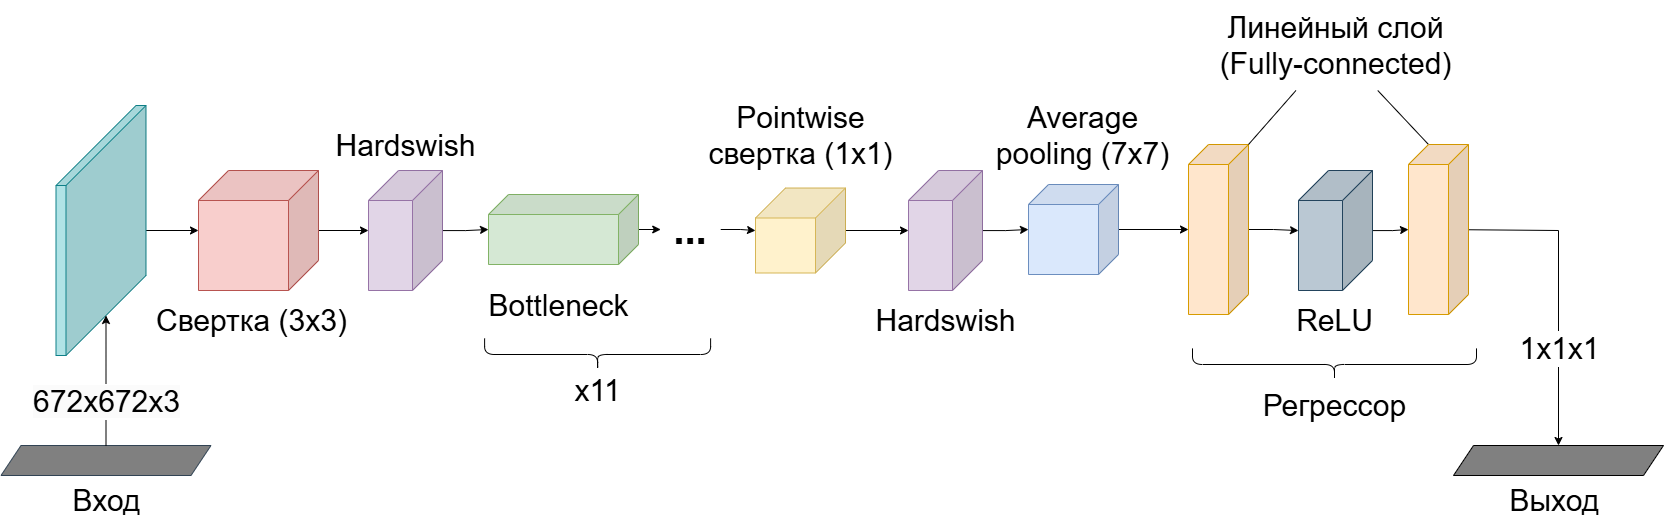 Линейный слой
(Fully-connected)
Hardswish
Pointwise
свертка (1x1)
Average
pooling (7x7)
...
Свертка (3x3)
Bottleneck
Hardswish
ReLU
x11
1x1x1
672x672x3
Регрессор
Вход
Выход